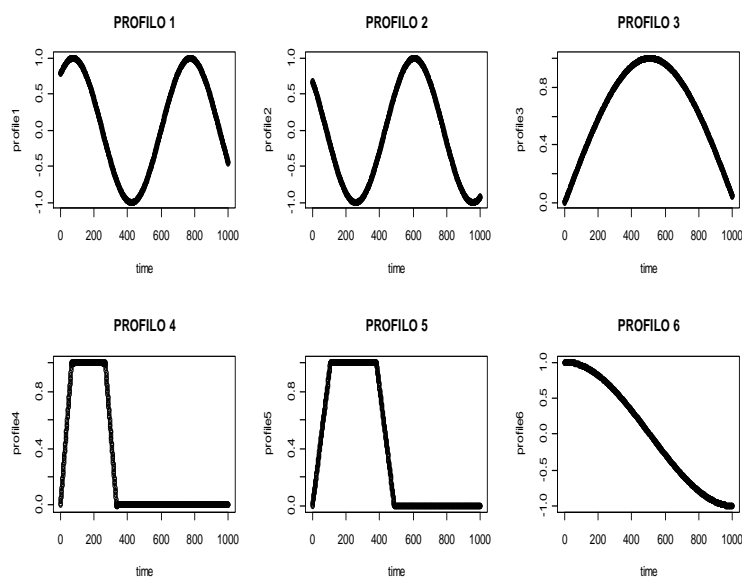 PROFILO 1
profile1
1.0
0.5
0.0
-0.5
-1.0
0 200 400 600 800 1000
time
PROFILO 2
profile2
1.0
0.5
0.0
-0.5
-1.0
0 200 400 600 800 1000
time
PROFILO 3
profile3
0.8
0.4
0.0
0 200 400 600 800 1000
time
PROFILO 4
profile4
0.8
0.4
0.0
0 200 400 600 800 1000
time
PROFILO 5
profile5
0.8
0.4
0.0
0 200 400 600 800 1000
time
PROFILO 6
profile6
1.0
0.5
0.0
-0.5
-1.0
0 200 400 600 800 1000
time